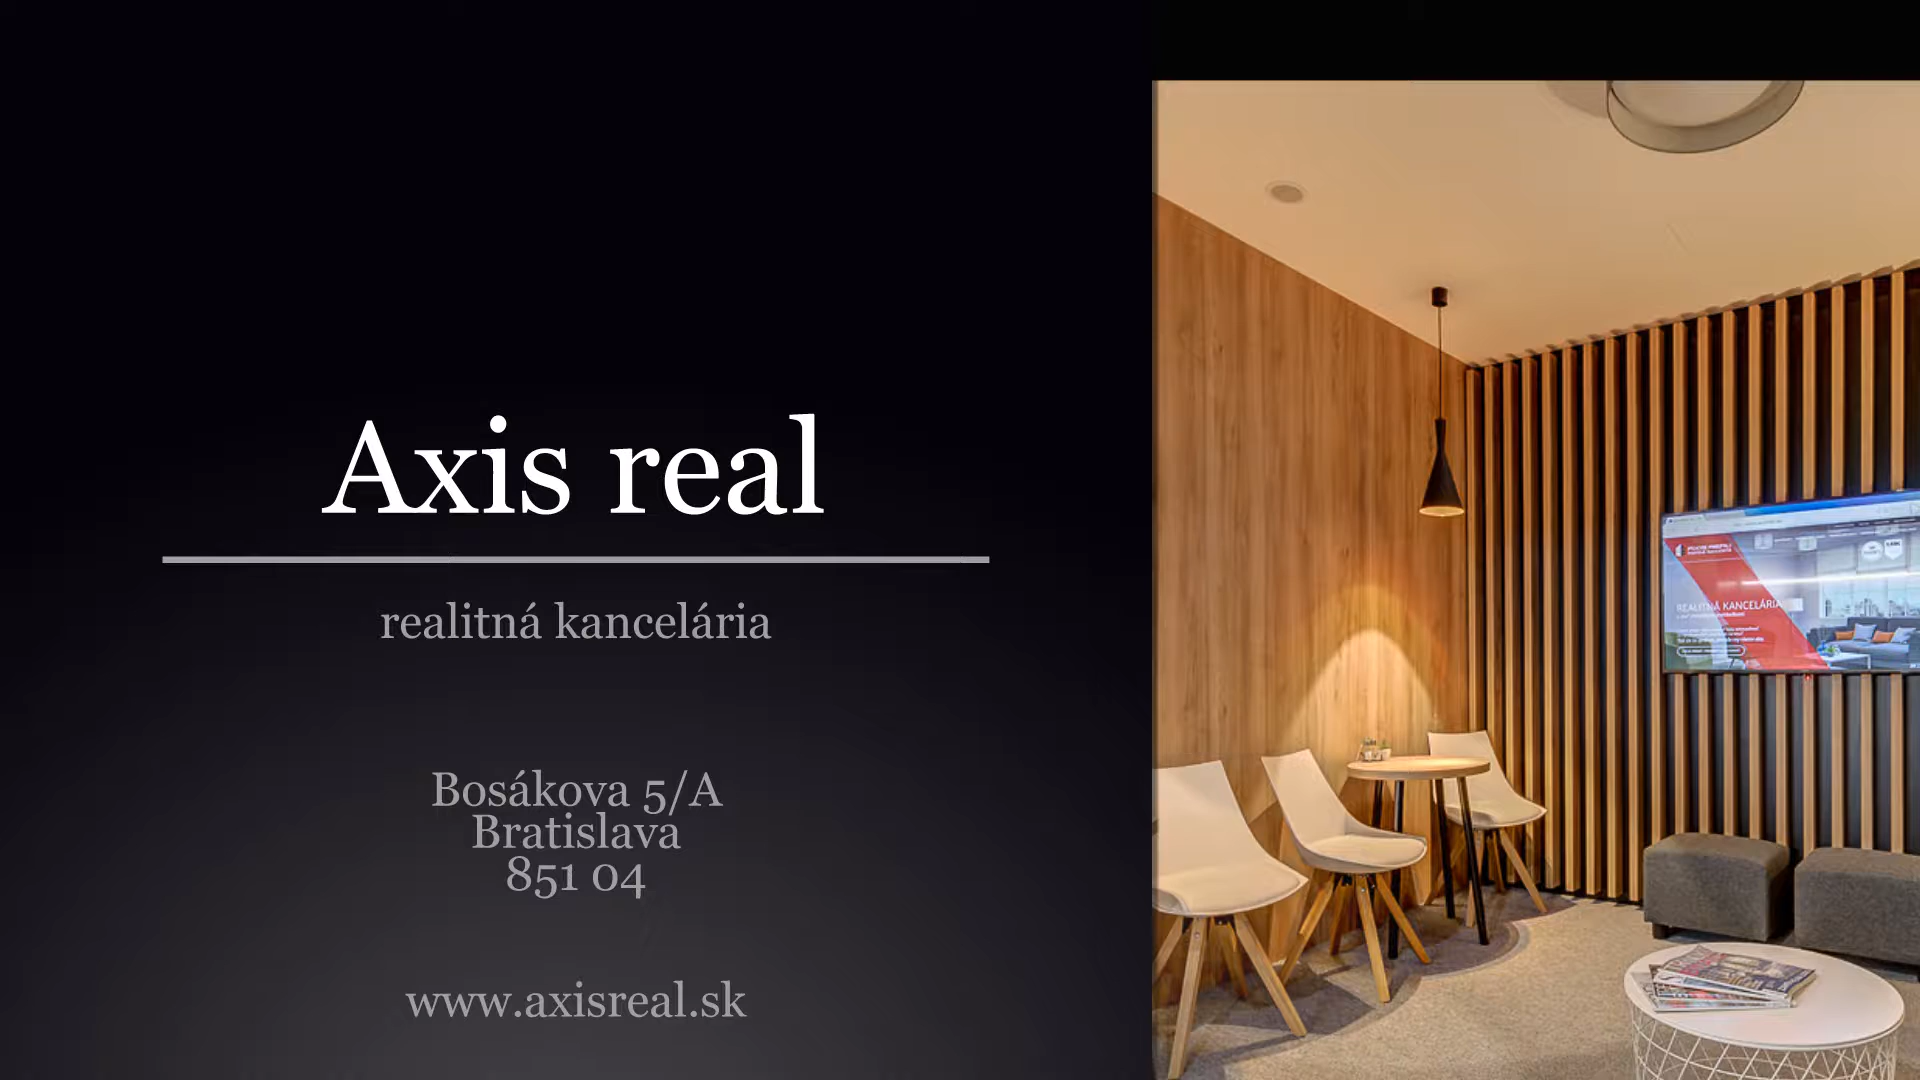 Axis real
realitná kancelária
Bosákova 5/A
Bratislava
851 04
www.axisreal.sk
REALITNÁ KANCELÁRIA